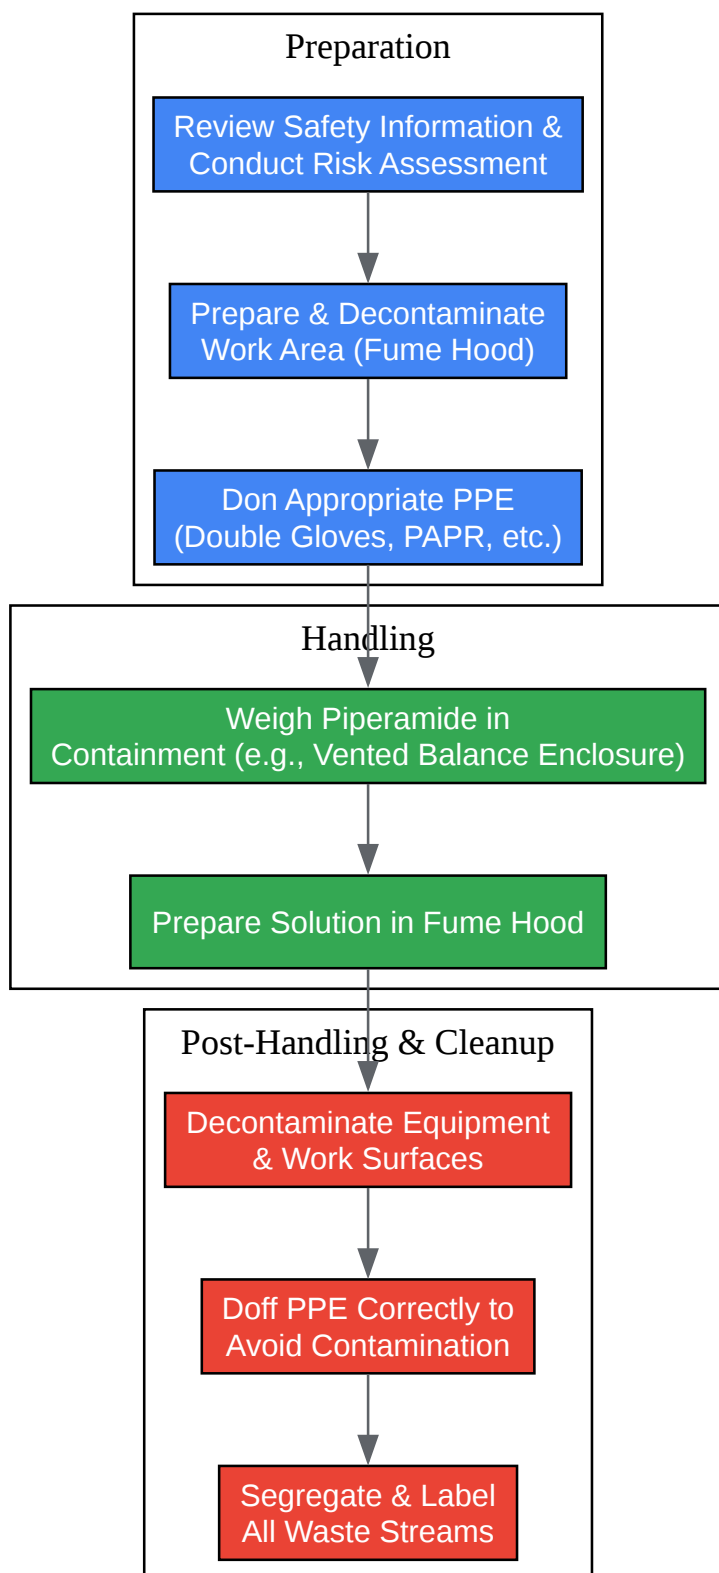 Preparation
Review Safety Information &
Conduct Risk Assessment
Prepare & Decontaminate
Work Area (Fume Hood)
Don Appropriate PPE
(Double Gloves, PAPR, etc.)
Handling
Weigh Piperamide in
Containment (e.g., Vented Balance Enclosure)
Prepare Solution in Fume Hood
Post-Handling & Cleanup
Decontaminate Equipment
& Work Surfaces
Doff PPE Correctly to
Avoid Contamination
Segregate & Label
All Waste Streams